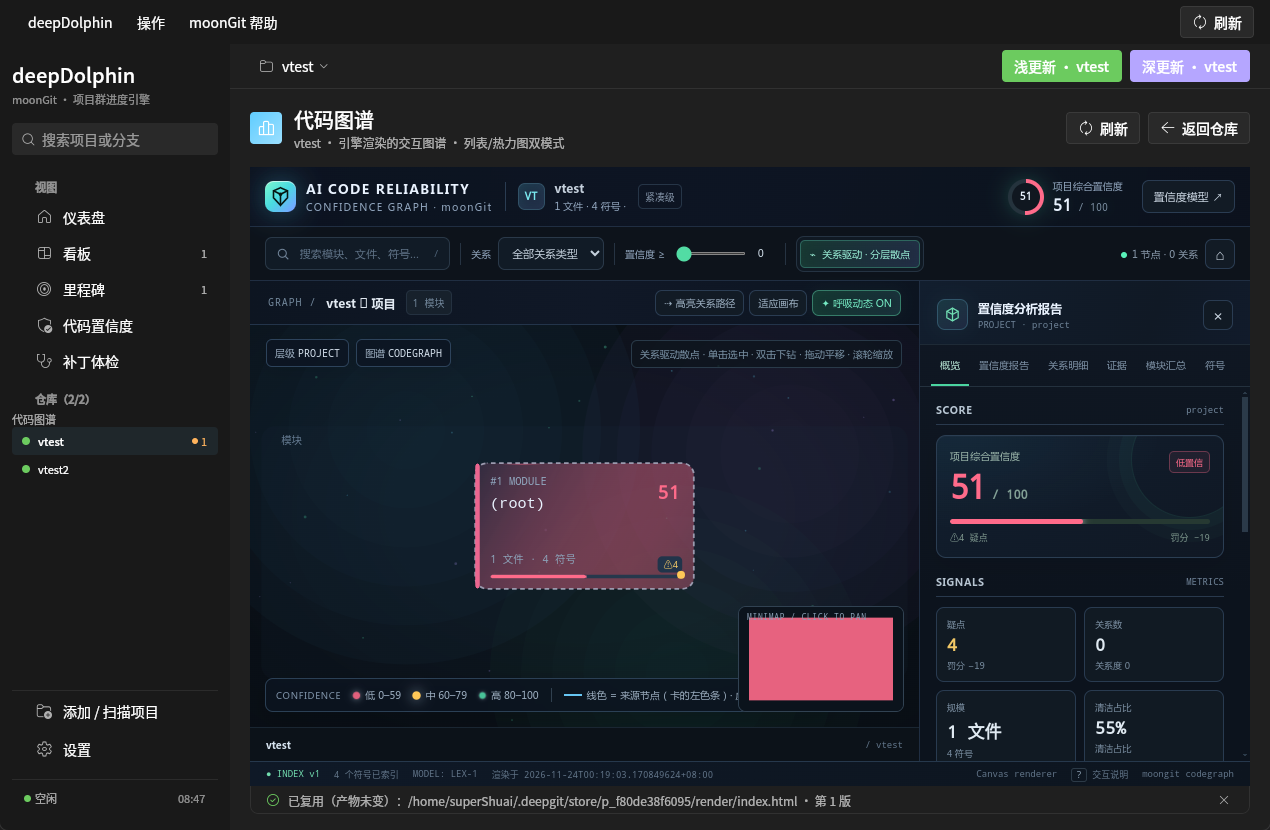 deepDolphin 操作 moonGit 帮助 刷新
deepDolphin
moonGit · 项目群进度引擎
搜索项目或分支
视图
仪表盘
看板 1
里程碑 1
代码置信度
补丁体检
仓库 (2/2)
代码图谱
vtest 1
vtest2
添加 / 扫描项目
设置
空闲 08:47
vtest 浅更新 · vtest 深更新 · vtest
代码图谱
vtest · 引擎渲染的交互图谱 · 列表/热力图双模式
刷新 返回仓库
AI CODE RELIABILITY
CONFIDENCE GRAPH · moonGit
VT vtest
1 文件 · 4 符号 ·
紧凑级
51 项目综合置信度
51 / 100
置信度模型 ↗
搜索模块、文件、符号… /
关系 全部关系类型
置信度 ≥ 0
关系驱动 · 分层散点
1 节点 · 0 关系
GRAPH / vtest 项目 1 模块
⇢ 高亮关系路径 适应画布 ✦ 呼吸动态 ON
层级 PROJECT 图谱 CODEGRAPH
关系驱动散点 · 单击选中 · 双击下钻 · 拖动平移 · 滚轮缩放
模块
#1 MODULE 51
(root)
1 文件 · 4 符号 ⚠4
MINIMAP / CLICK TO PAN
CONFIDENCE 低 0–59 中 60–79 高 80–100 线色 = 来源节点 ( 卡的左色条 ) ·
vtest / vtest
置信度分析报告
PROJECT · project
×
概览 置信度报告 关系明细 证据 模块汇总 符号
SCORE project
项目综合置信度 低置信
51 / 100
⚠4 疑点 罚分 −19
SIGNALS METRICS
疑点
4
罚分 −19
关系数
0
关系度 0
规模
1 文件
4 符号
清洁占比
55%
清洁占比
● INDEX v1 4 个符号已索引 MODEL: LEX-1 渲染于 2026-11-24T00:19:03.170849624+08:00 Canvas renderer ? 交互说明 moongit codegraph
已复用（产物未变）： /home/superShuai/.deepgit/store/p_f80de38f6095/render/index.html · 第 1 版